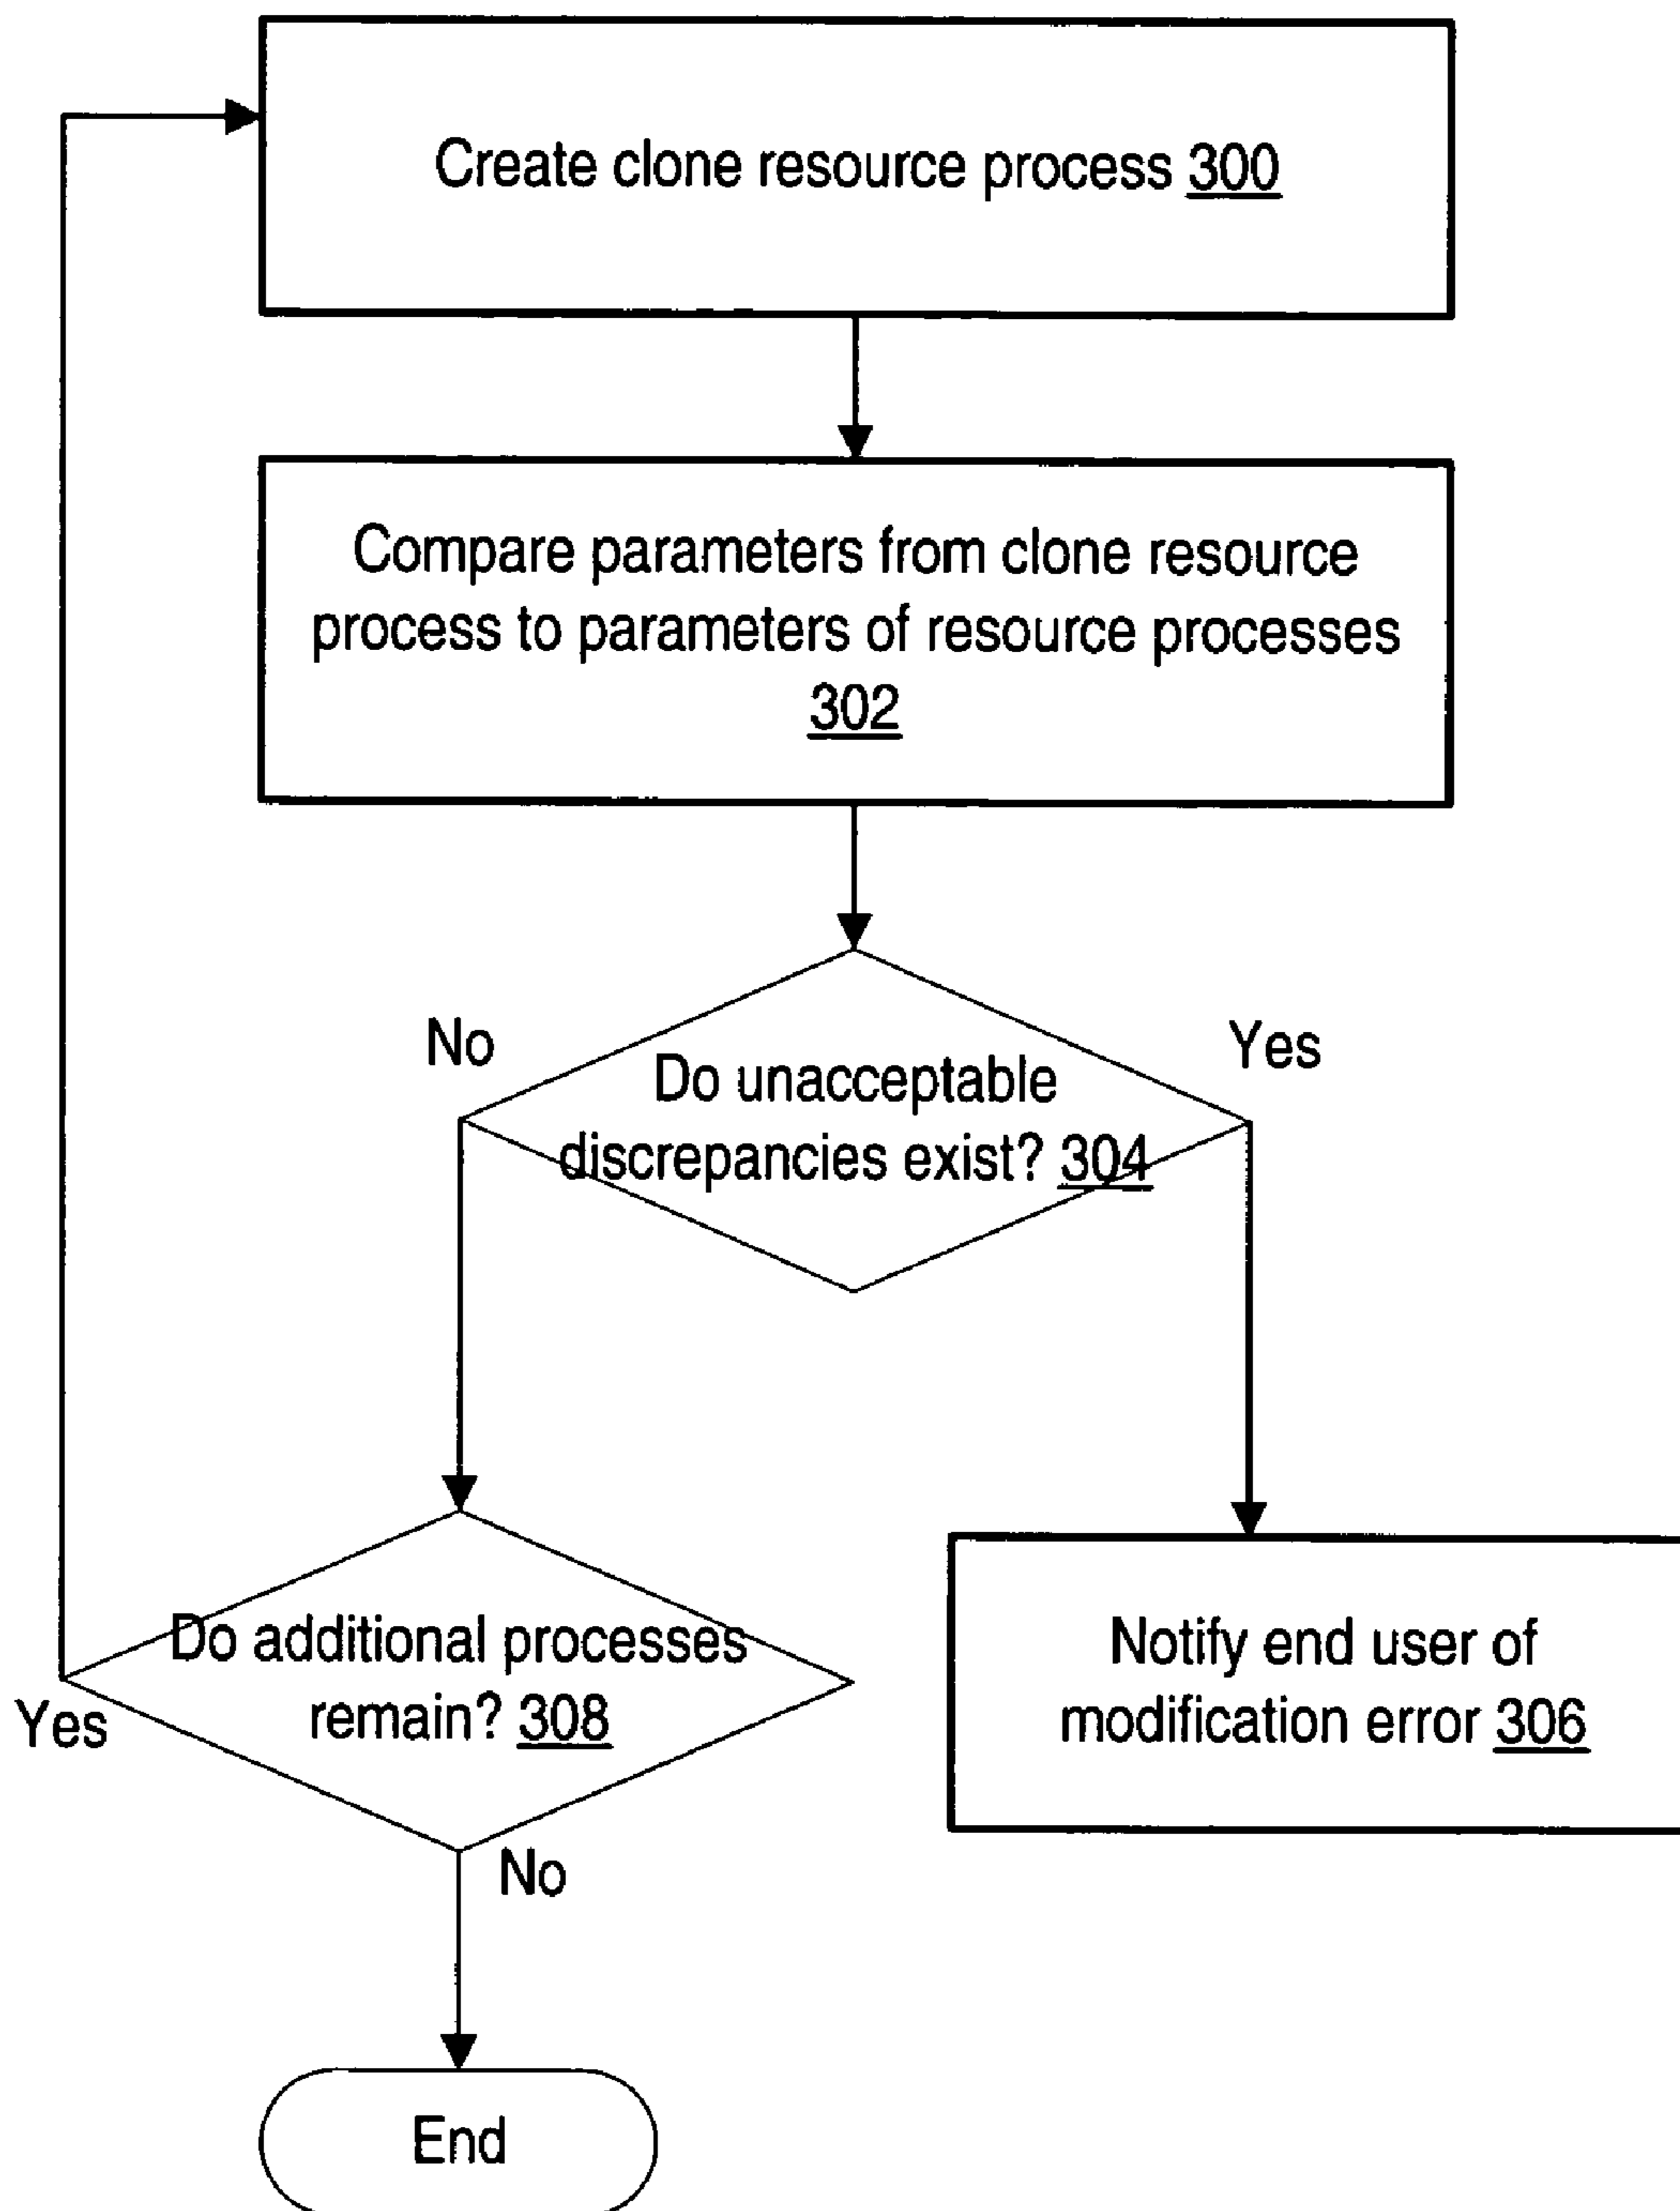 Create clone resource process 300
Compare parameters from clone resource
process to parameters of resource processes
302
No
Yes
Do unacceptable
discrepancies exist? 304
Do additional processes
remain? 308
Yes
Notify end user of
modification error 306
No
End